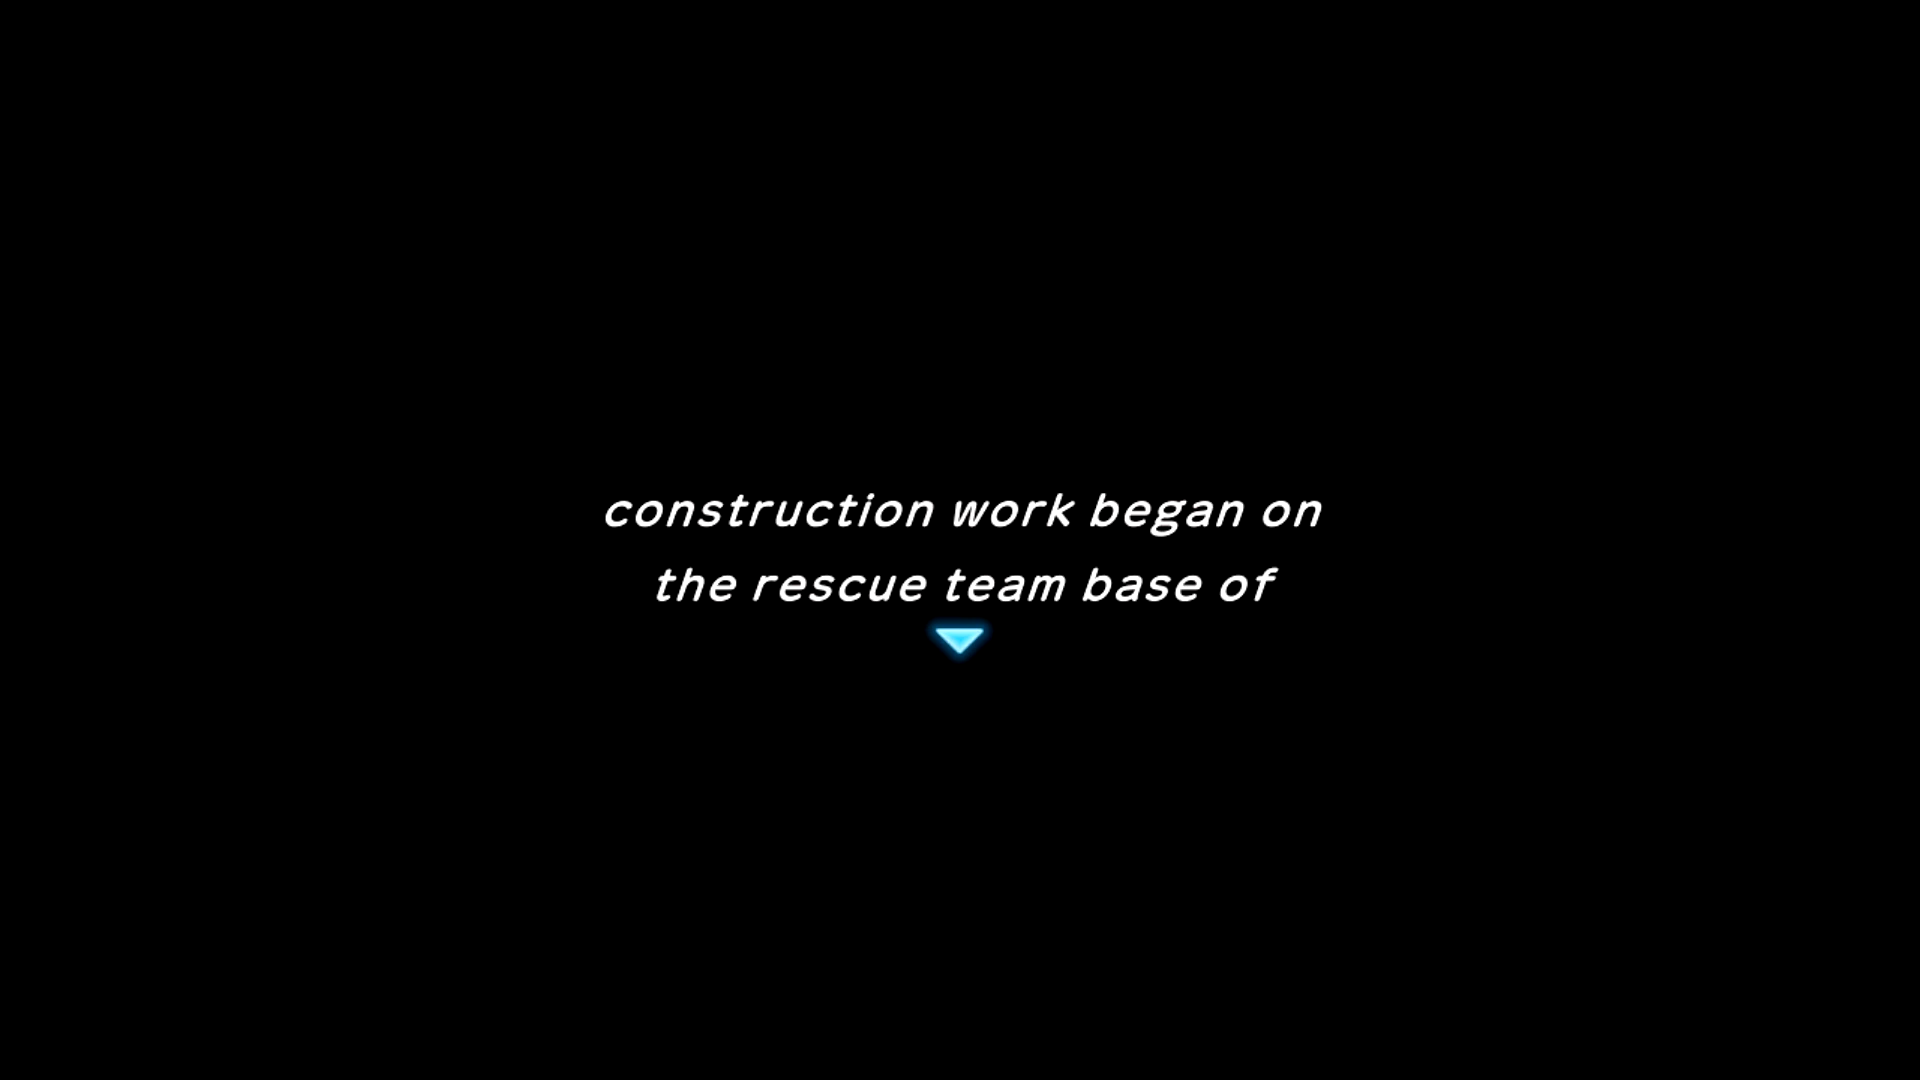 construction work began on
the rescue team base of